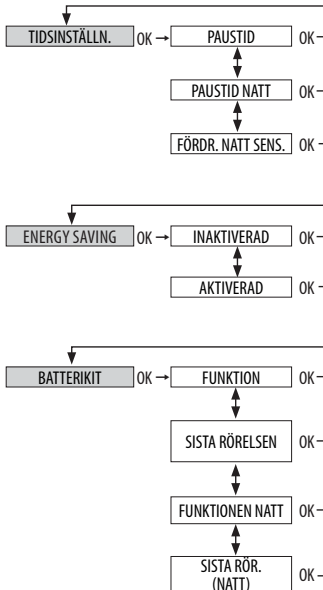 TIDSINSTÄLLN. OK PAUSTID OK
PAUSTID NATT OK
FÖRDR. NATT SENS. OK
ENERGY SAVING OK INAKTIVERAD OK
AKTIVERAD OK
BATTERIKIT OK FUNKTION OK
SISTA RÖRELSEN OK
FUNKTIONEN NATT OK
SISTA RÖR.
(NATT) OK